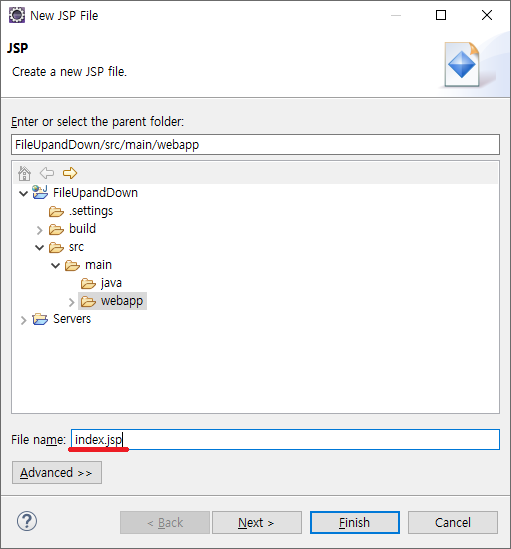 New JSP File
JSP
Create a new JSP file.
Enter or select the parent folder:
FileUpandDown/src/main/webapp
FileUpandDown
.settings
build
src
main
java
webapp
Servers
File name: index.jsp
Advanced >>
? < Back Next > Finish Cancel